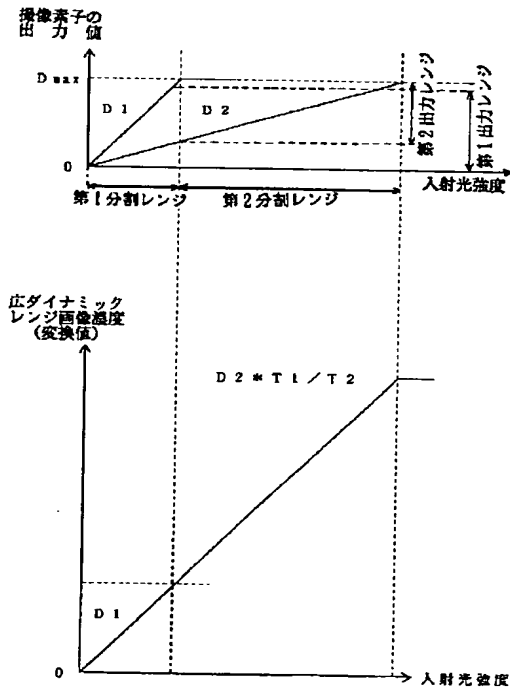 撮像素子の
出力値
Dmax
D1
D2
0
第2出力レンジ
第1出力レンジ
入射光強度
第1分割レンジ
第2分割レンジ
広ダイナミック
レンジ画像濃度
(変換値)
D2*T1/T2
D1
0
入射光強度